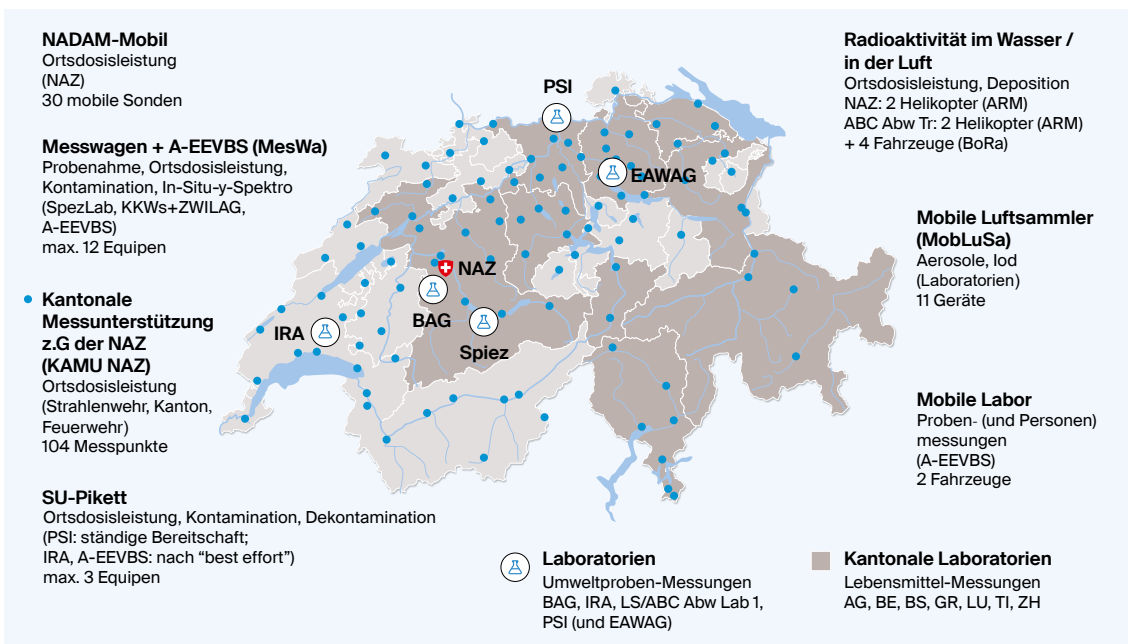 NADAM-Mobil
Ortsdosisleistung
(NAZ)
30 mobile Sonden
Messwagen + A-EEVBS (MesWa)
Probenahme, Ortsdosisleistung,
Kontamination, In-Situ-y-Spektro
(SpezLab, KKWs+ZWILAG,
A-EEVBS)
max. 12 Equipen
Kantonale
Messunterstützung
z.G der NAZ
(KAMU NAZ)
Ortsdosisleistung
(Strahlenwehr, Kanton,
Feuerwehr)
104 Messpunkte
SU-Pikett
Ortsdosisleistung, Kontamination, Dekontamination
(PSI: ständige Bereitschaft;
IRA, A-EEVBS: nach “best effort”)
max. 3 Equipen
PSI
EAWAG
NAZ
BAG
IRA
Spiez
Radioaktivität im Wasser /
in der Luft
Ortsdosisleistung, Deposition
NAZ: 2 Helikopter (ARM)
ABC Abw Tr: 2 Helikopter (ARM)
+ 4 Fahrzeuge (BoRa)
Mobile Luftsammler
(MobLuSa)
Aerosole, Iod
(Laboratorien)
11 Geräte
Mobile Labor
Proben- (und Personen)
messungen
(A-EEVBS)
2 Fahrzeuge
Laboratorien
Umweltproben-Messungen
BAG, IRA, LS/ABC Abw Lab 1,
PSI (und EAWAG)
Kantonale Laboratorien
Lebensmittel-Messungen
AG, BE, BS, GR, LU, TI, ZH